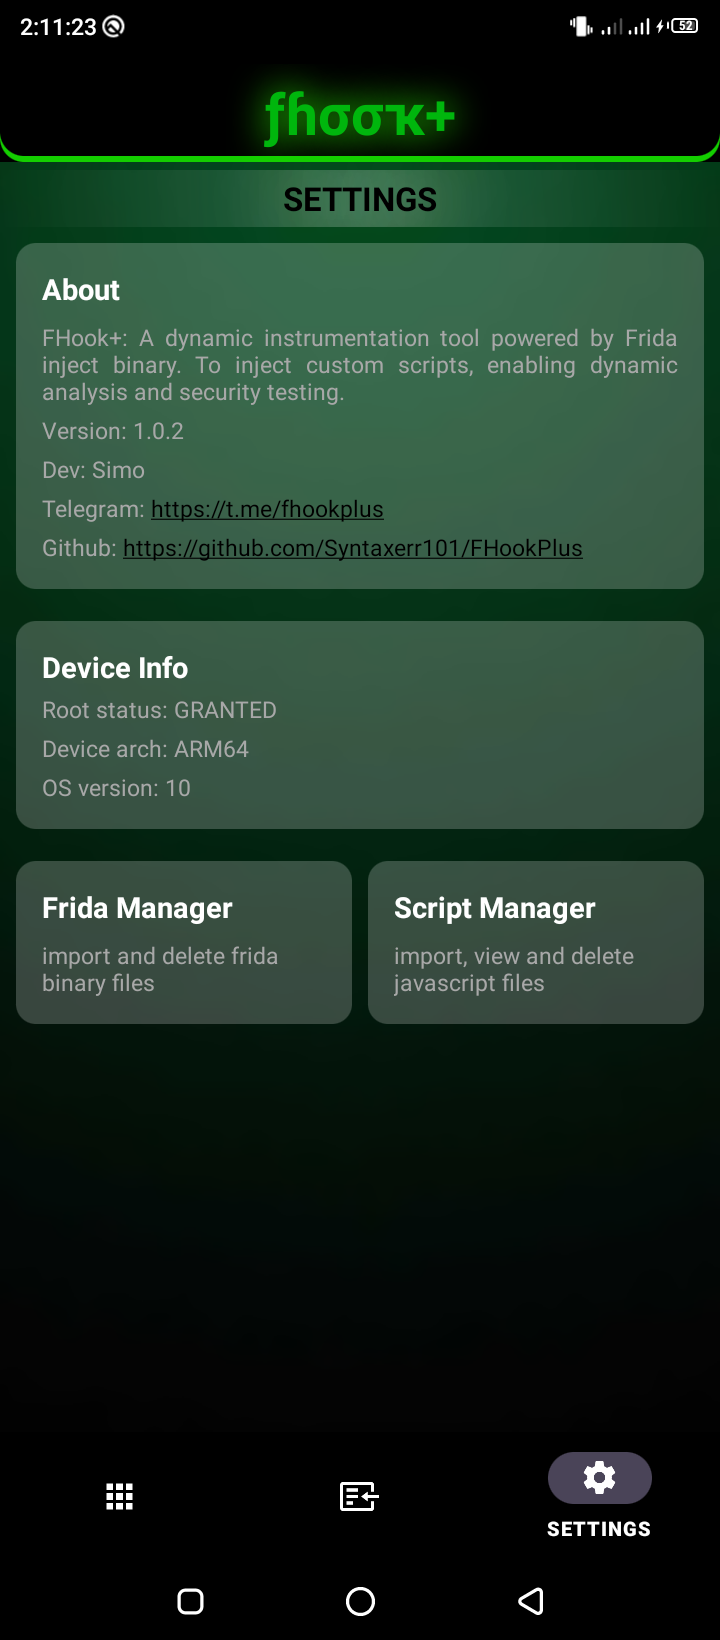 2:11:23
52
ƒɦσσҡ+
SETTINGS
About
FHook+: A dynamic instrumentation tool powered by Frida
inject binary. To inject custom scripts, enabling dynamic
analysis and security testing.
Version: 1.0.2
Dev: Simo
Telegram: https://t.me/fhookplus
Github: https://github.com/Syntaxerr101/FHookPlus
Device Info
Root status: GRANTED
Device arch: ARM64
OS version: 10
Frida Manager
import and delete frida
binary files
Script Manager
import, view and delete
javascript files
SETTINGS